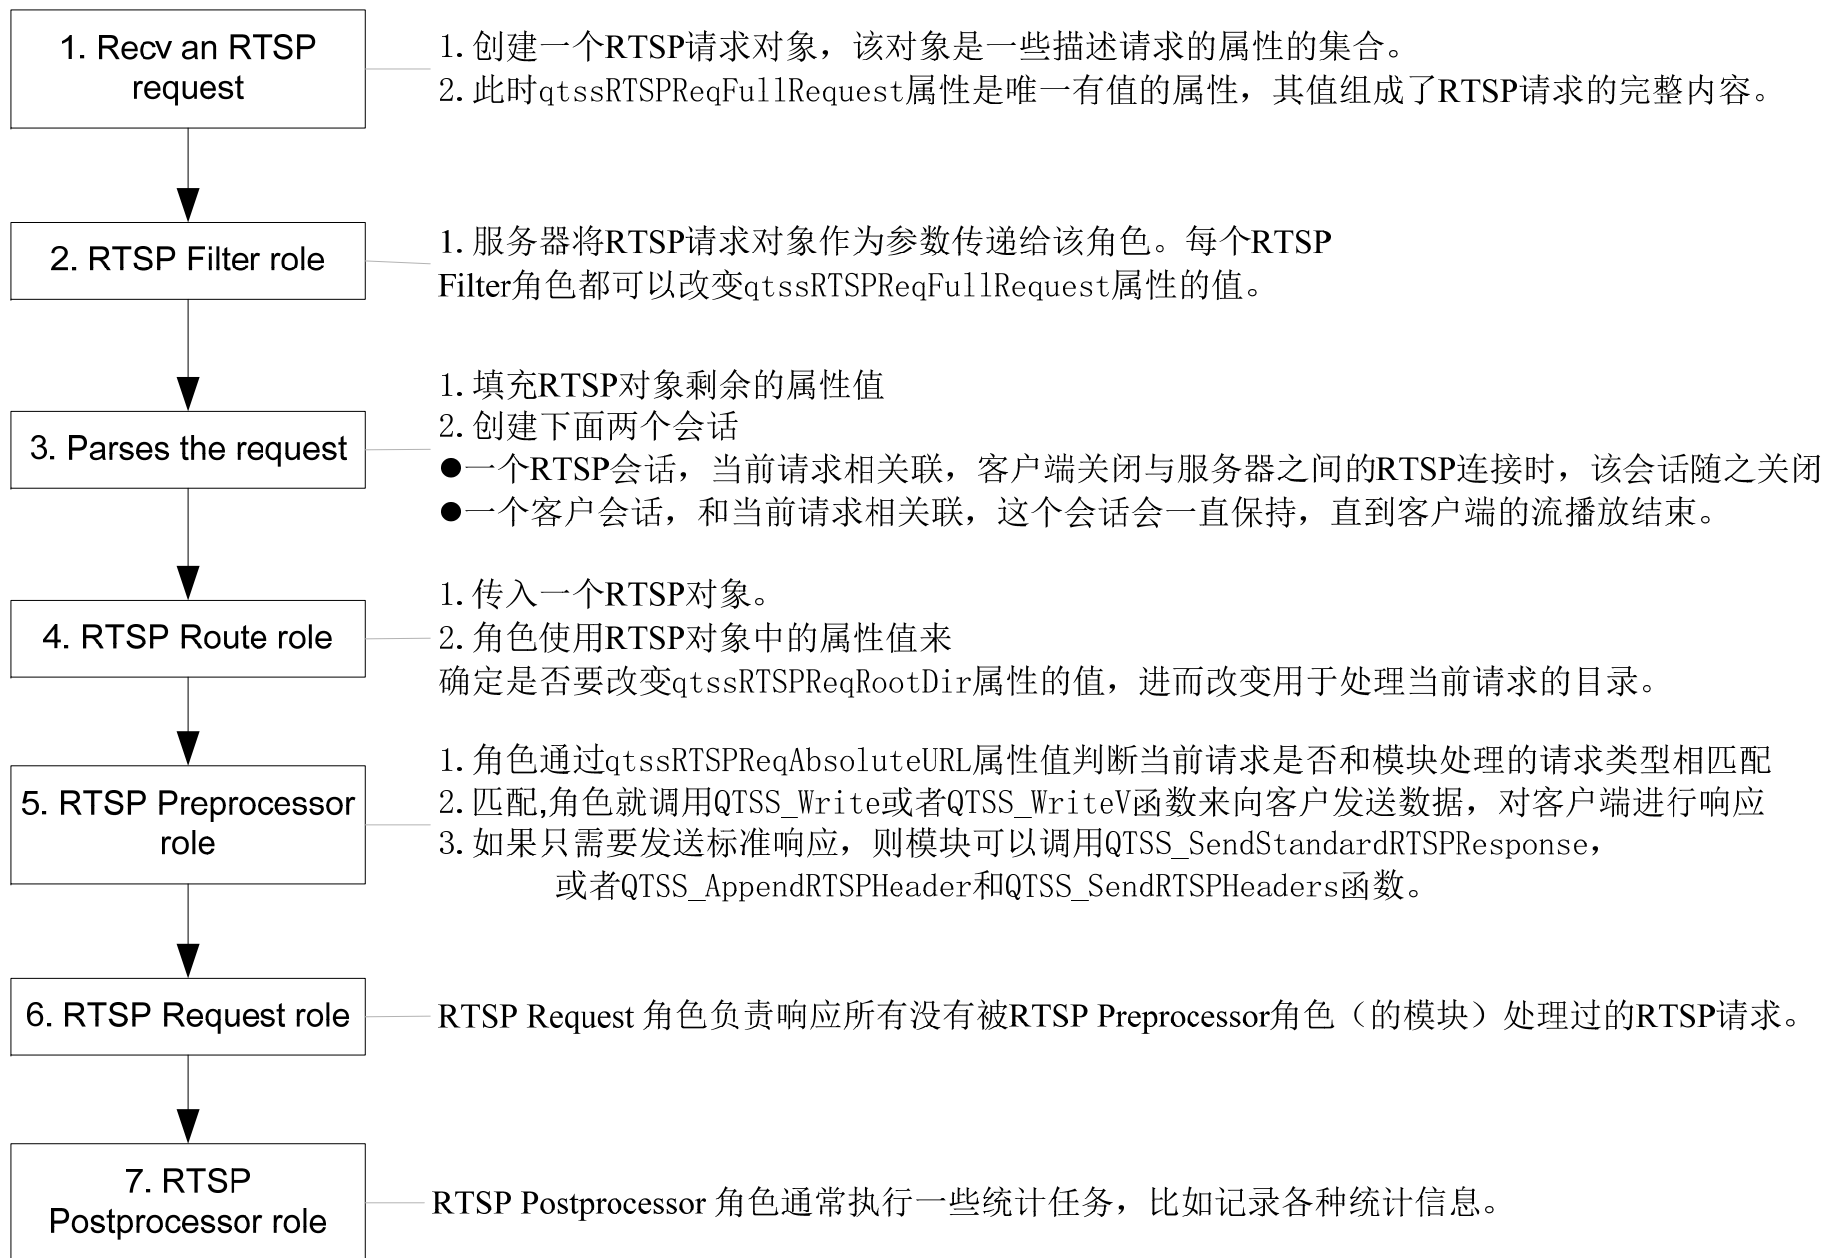 1. Recv an RTSP
request
1.创建一个RTSP请求对象，该对象是一些描述请求的属性的集合。
2.此时qtssRTSPReqFullRequest属性是唯一有值的属性，其值组成了RTSP请求的完整内容。
2. RTSP Filter role
1.服务器将RTSP请求对象作为参数传递给该角色。每个RTSP
Filter角色都可以改变qtssRTSPReqFullRequest属性的值。
3. Parses the request
1.填充RTSP对象剩余的属性值
2.创建下面两个会话
●一个RTSP会话，当前请求相关联，客户端关闭与服务器之间的RTSP连接时，该会话随之关闭
●一个客户会话，和当前请求相关联，这个会话会一直保持，直到客户端的流播放结束。
4. RTSP Route role
1.传入一个RTSP对象。
2.角色使用RTSP对象中的属性值来
确定是否要改变qtssRTSPReqRootDir属性的值，进而改变用于处理当前请求的目录。
5. RTSP Preprocessor
role
1.角色通过qtssRTSPReqAbsoluteURL属性值判断当前请求是否和模块处理的请求类型相匹配
2.匹配,角色就调用QTSS_Write或者QTSS_WriteV函数来向客户发送数据，对客户端进行响应
3.如果只需要发送标准响应，则模块可以调用QTSS_SendStandardRTSPResponse，
或者QTSS_AppendRTSPHeader和QTSS_SendRTSPHeaders函数。
6. RTSP Request role
RTSP Request 角色负责响应所有没有被RTSP Preprocessor角色（的模块）处理过的RTSP请求。
7. RTSP
Postprocessor role
RTSP Postprocessor 角色通常执行一些统计任务，比如记录各种统计信息。